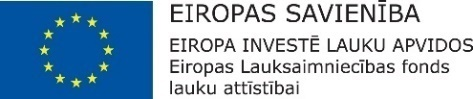 EIROPAS SAVIENĪBA
EIROPA INVESTĒ LAUKU APVIDOS
Eiropas Lauksaimniecības fonds
lauku attīstībai